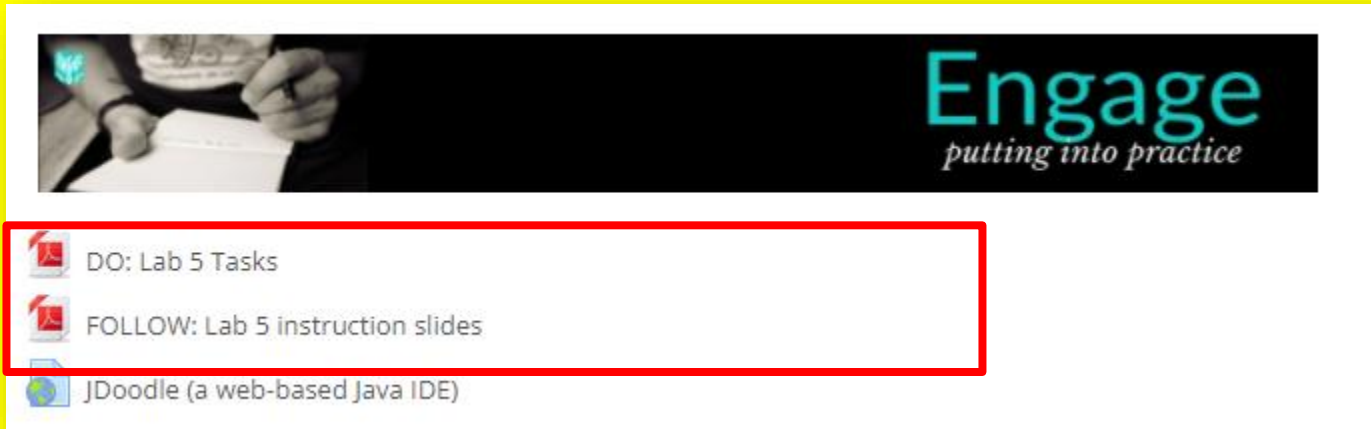 Engage
putting into practice
DO: Lab 5 Tasks
FOLLOW: Lab 5 instruction slides
JDoodle (a web-based Java IDE)